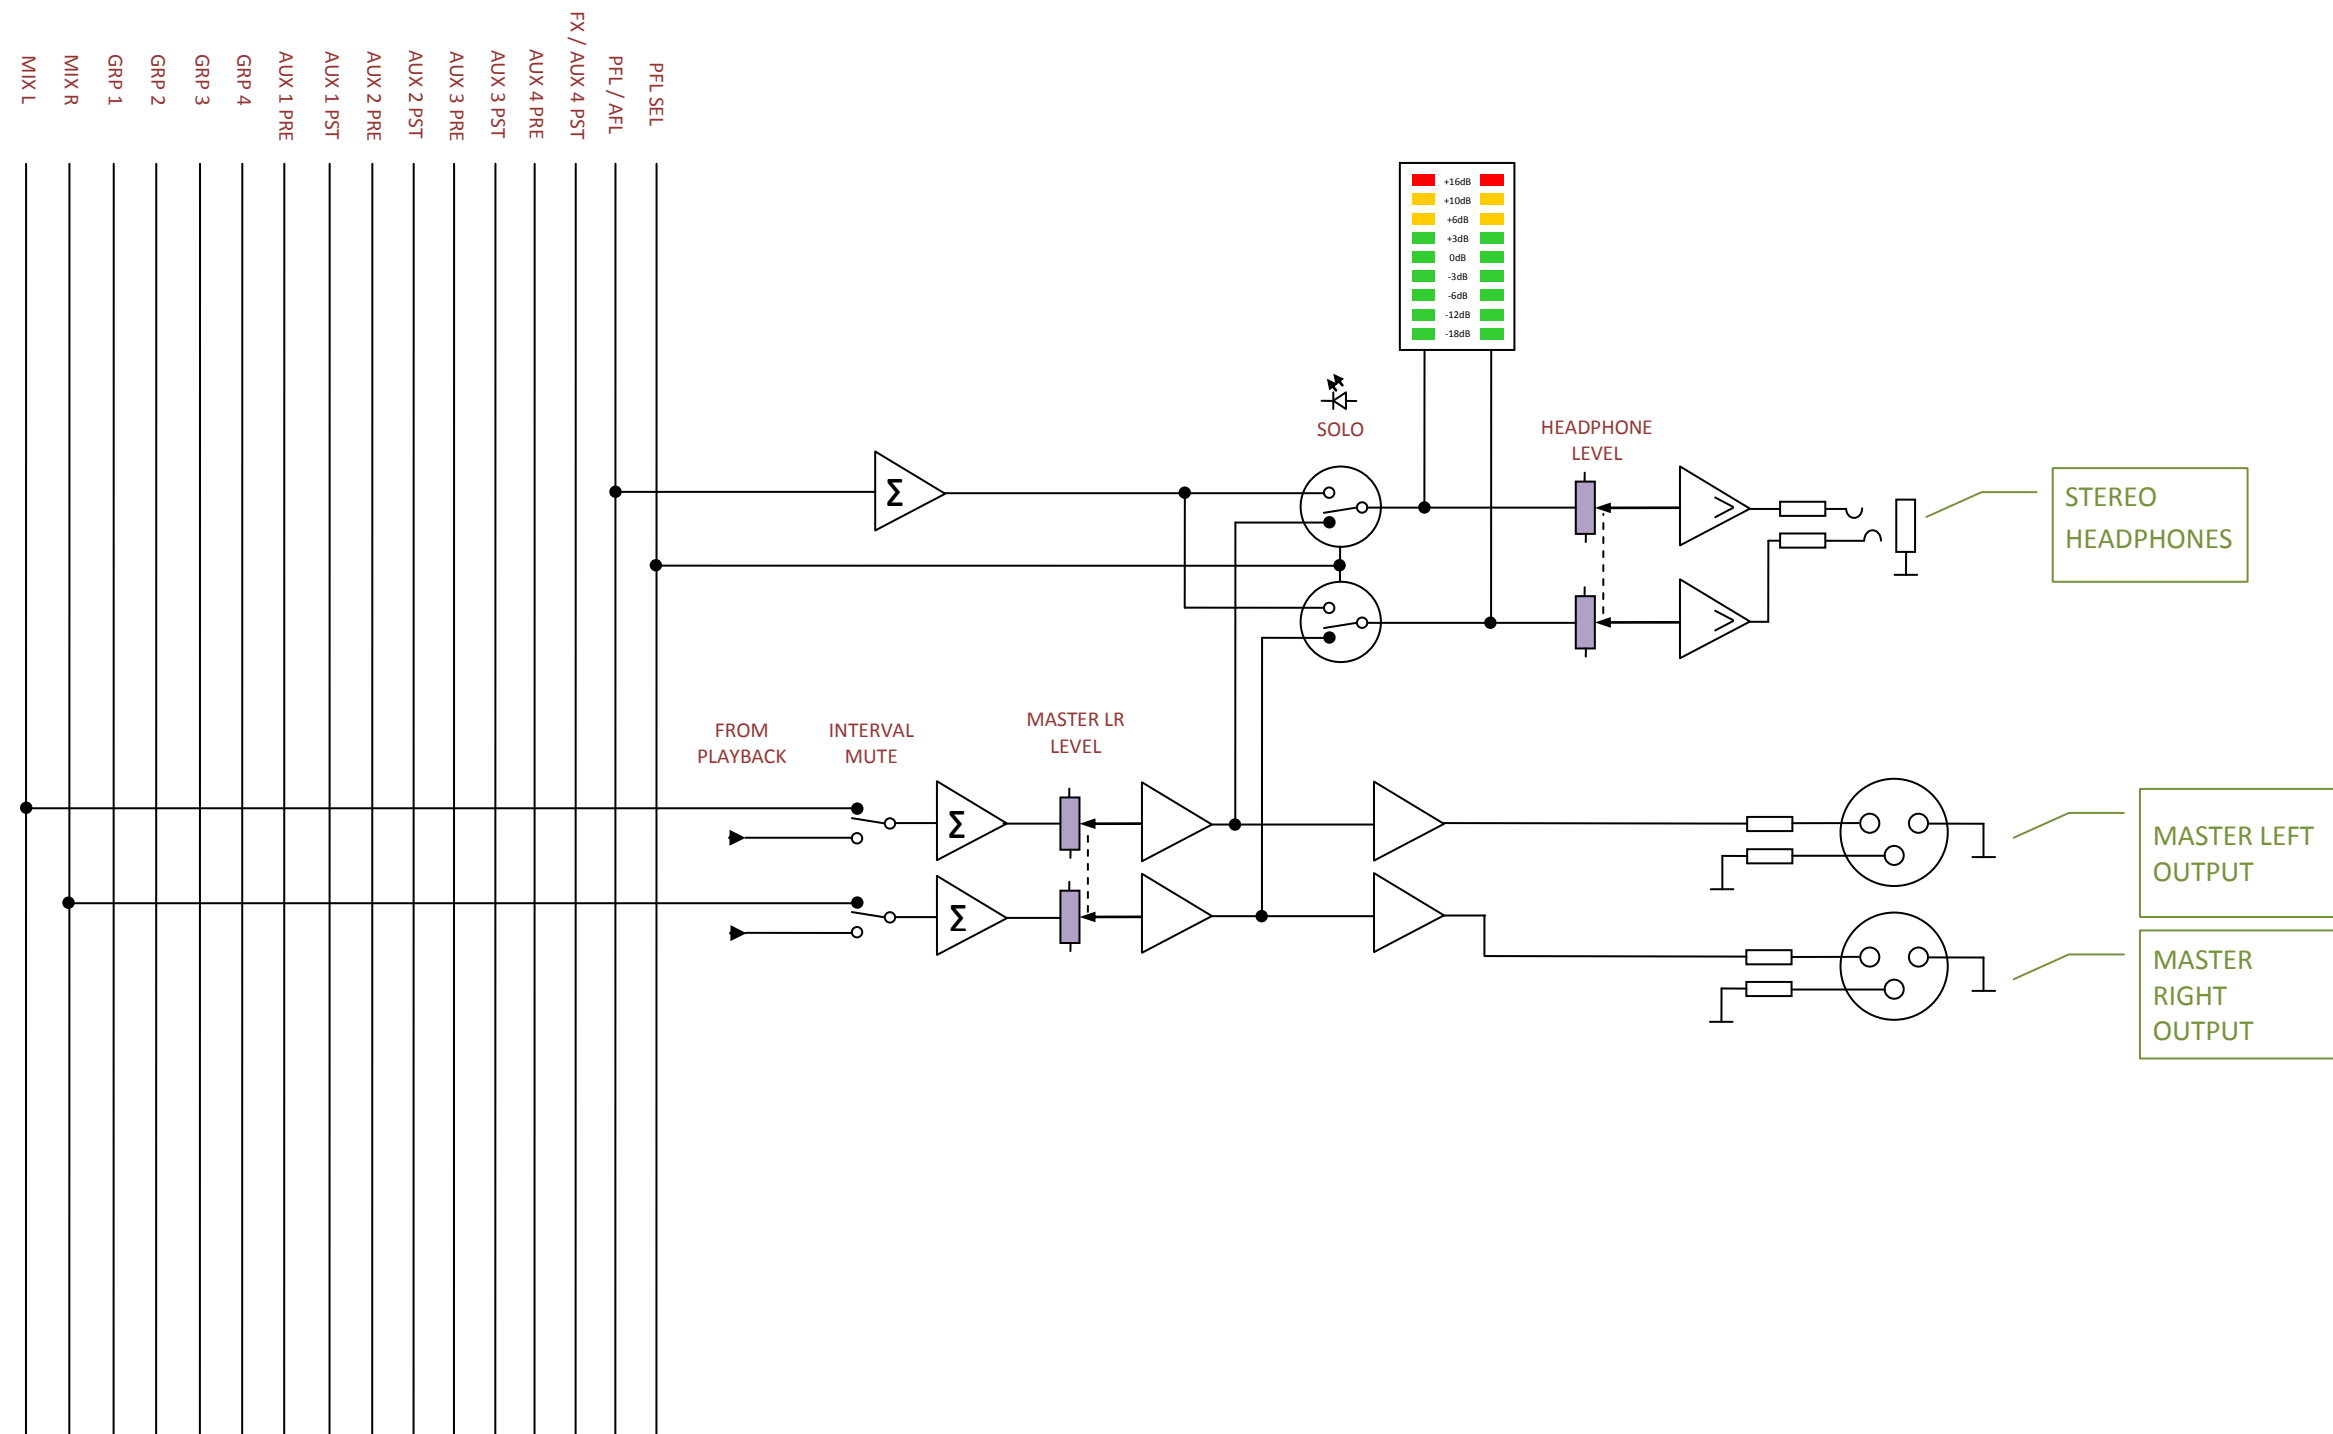 MIX L
MIX R
GRP 1
GRP 2
GRP 3
GRP 4
AUX 1 PRE
AUX 1 PST
AUX 2 PRE
AUX 2 PST
AUX 3 PRE
AUX 3 PST
AUX 4 PRE
FX / AUX 4 PST
PFL / AFL
PFL SEL
+16dB
+10dB
+6dB
+3dB
0dB
-3dB
-6dB
-12dB
-18dB
SOLO
HEADPHONE
LEVEL
Σ
STEREO
HEADPHONES
FROM
PLAYBACK
INTERVAL
MUTE
MASTER LR
LEVEL
Σ
Σ
MASTER LEFT
OUTPUT
MASTER
RIGHT
OUTPUT